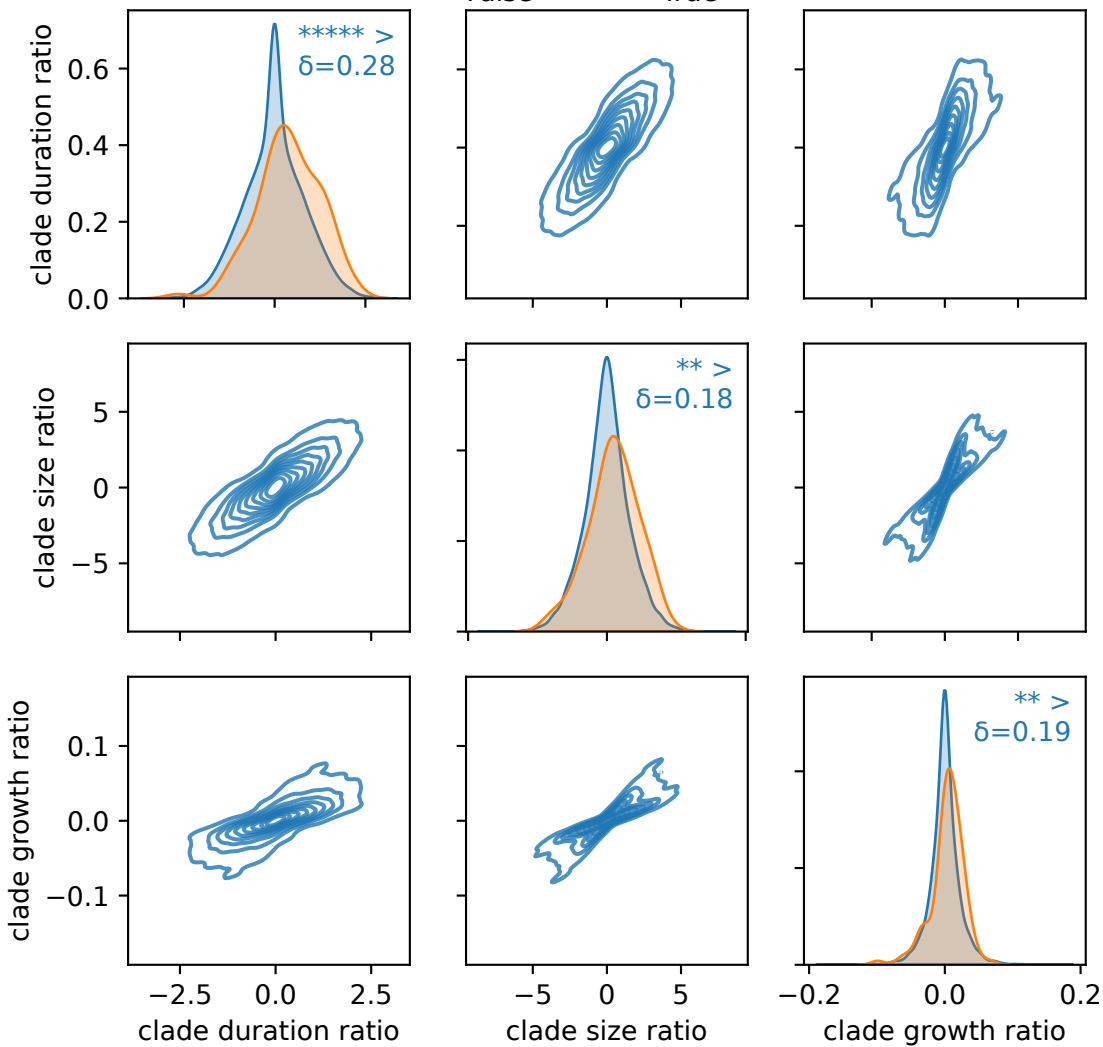 ***** >
δ=0.28
clade duration ratio
0.6
0.4
0.2
0.0
** >
δ=0.18
clade size ratio
5
0
−5
** >
δ=0.19
clade growth ratio
0.1
0.0
−0.1
−2.5 0.0 2.5
−5 0 5
−0.2 0.0 0.2
clade duration ratio
clade size ratio
clade growth ratio